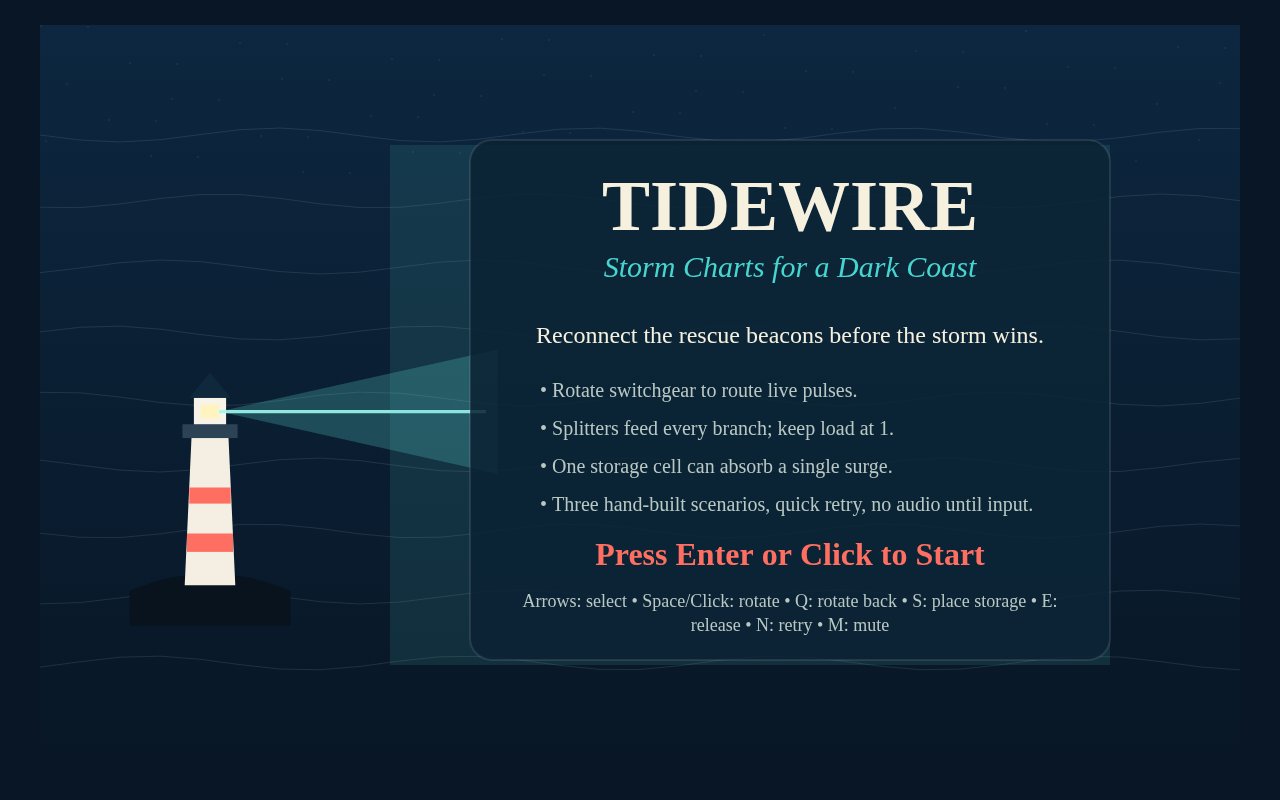 TIDEWIRE
Storm Charts for a Dark Coast
Reconnect the rescue beacons before the storm wins.
• Rotate switchgear to route live pulses.
• Splitters feed every branch; keep load at 1.
• One storage cell can absorb a single surge.
• Three hand-built scenarios, quick retry, no audio until input.
Press Enter or Click to Start
Arrows: select • Space/Click: rotate • Q: rotate back • S: place storage • E:
release • N: retry • M: mute